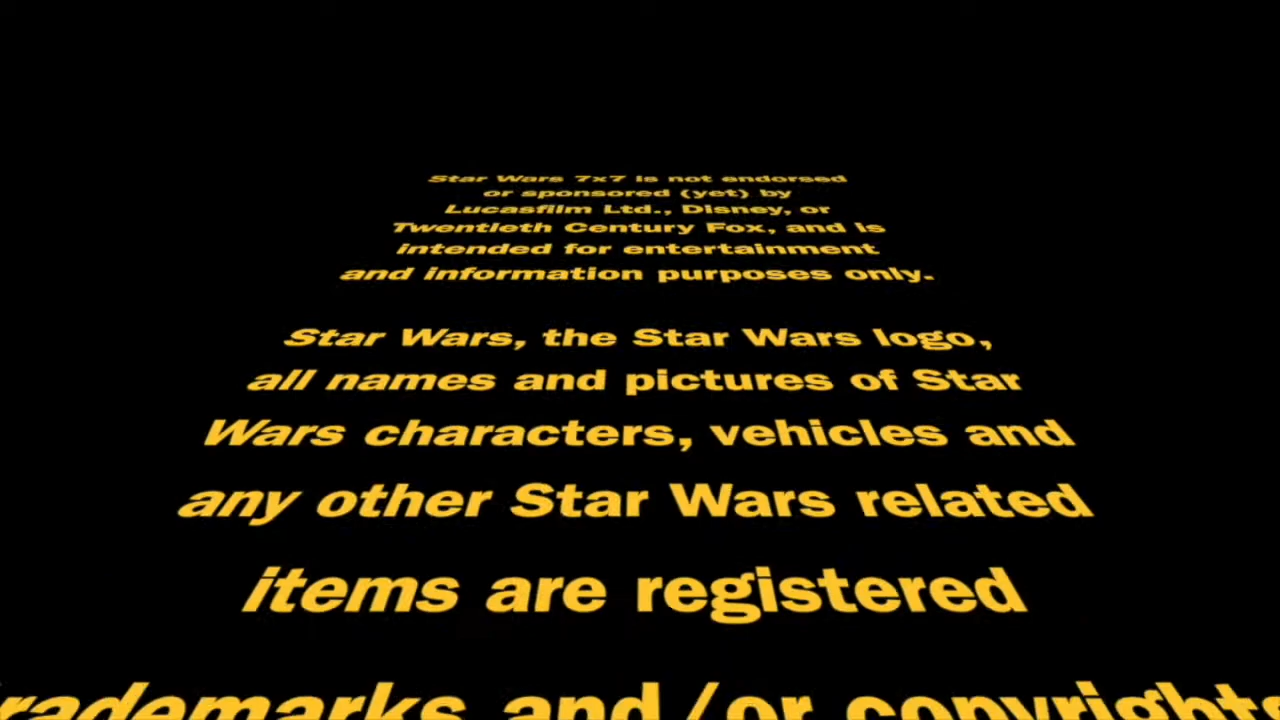 Star Wars 7x7 is not endorsed
or sponsored (yet) by
Lucasfilm Ltd., Disney, or
Twentieth Century Fox, and is
intended for entertainment
and information purposes only.
Star Wars, the Star Wars logo,
all names and pictures of Star
Wars characters, vehicles and
any other Star Wars related
items are registered
trademarks and/or copyrights